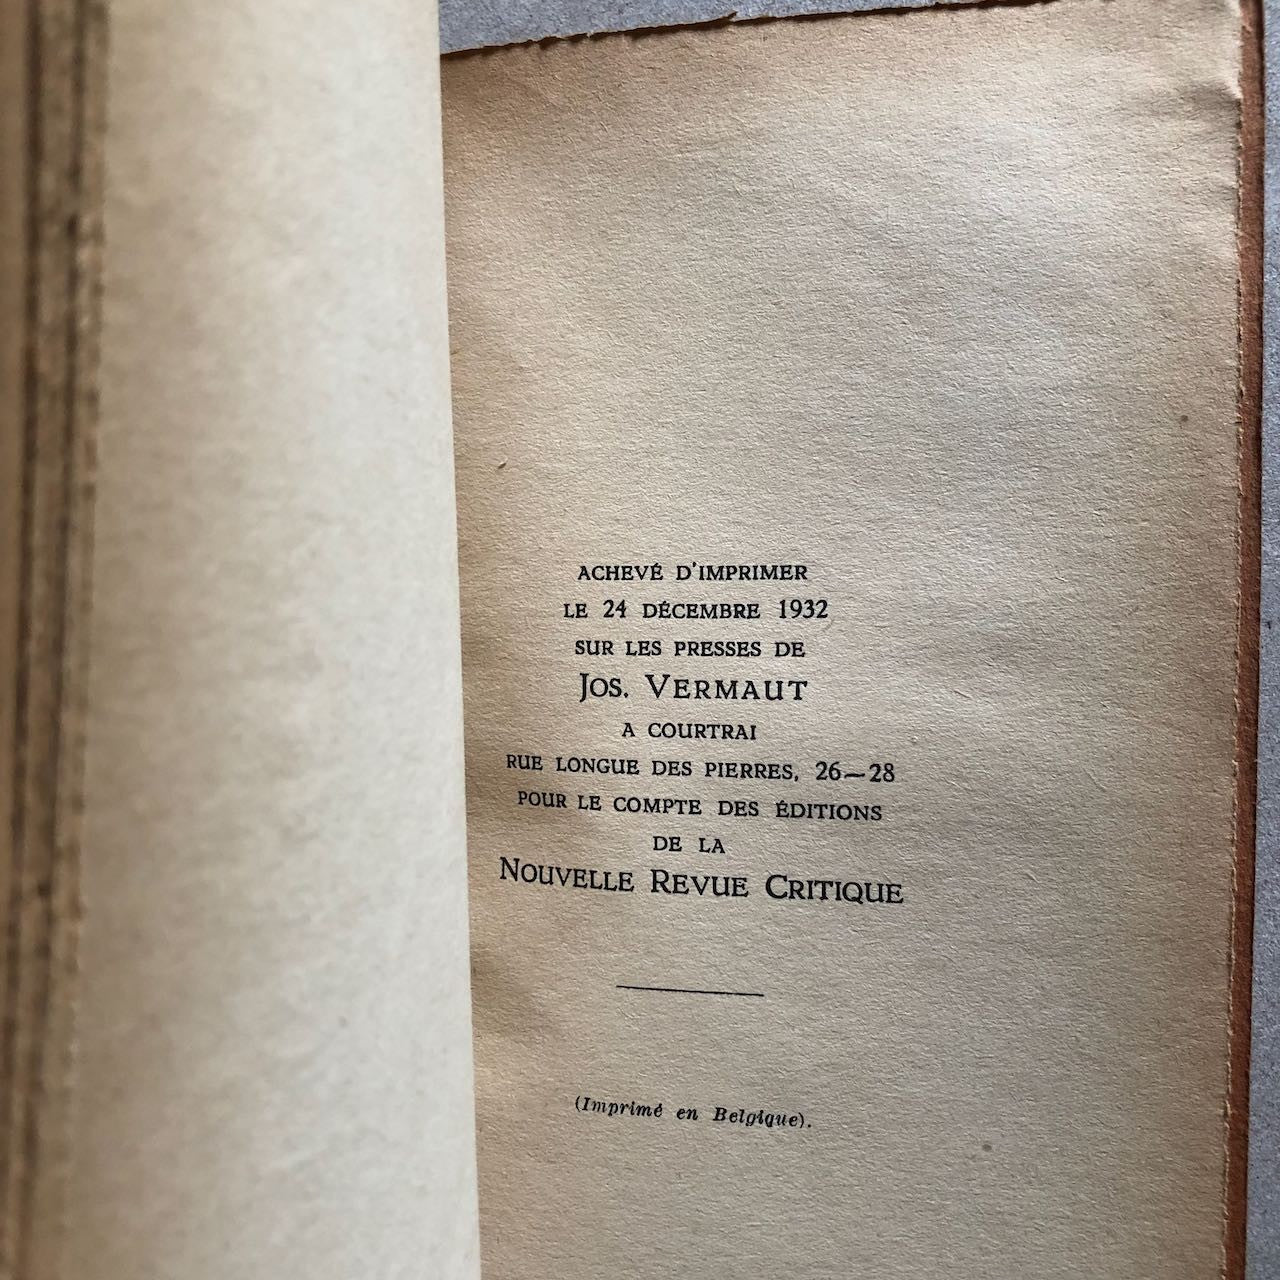 ACHEVÉ D'IMPRIMER
LE 24 DÉCEMBRE 1932
SUR LES PRESSES DE
JOS. VERMAUT
A COURTRAI
RUE LONGUE DES PIERRES, 26—28
POUR LE COMPTE DES ÉDITIONS
DE LA
NOUVELLE REVUE CRITIQUE
(Imprimé en Belgique).